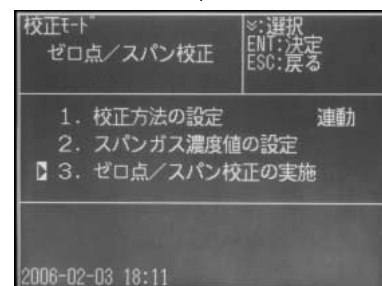 校正ﾓｰﾄﾞ
ゼロ点／スパン校正
︾:選択
ENT:決定
ESC:戻る
1. 校正方法の設定 連動
2. スパンガス濃度値の設定
3. ゼロ点／スパン校正の実施
2006-02-03 18:11